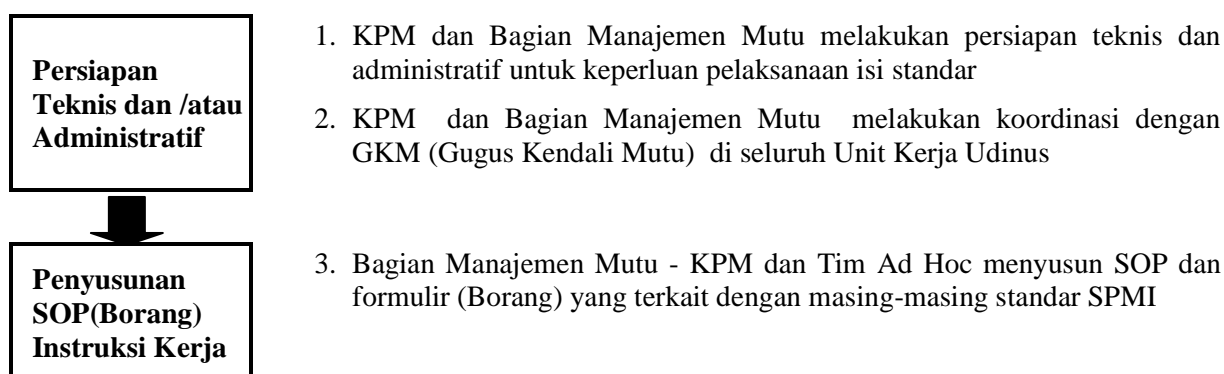 Persiapan
Teknis dan /atau
Administratif
1. KPM dan Bagian Manajemen Mutu melakukan persiapan teknis dan
administratif untuk keperluan pelaksanaan isi standar
2. KPM dan Bagian Manajemen Mutu melakukan koordinasi dengan
GKM (Gugus Kendali Mutu) di seluruh Unit Kerja Udinus
Penyusunan
SOP(Borang)
Instruksi Kerja
3. Bagian Manajemen Mutu - KPM dan Tim Ad Hoc menyusun SOP dan
formulir (Borang) yang terkait dengan masing-masing standar SPMI